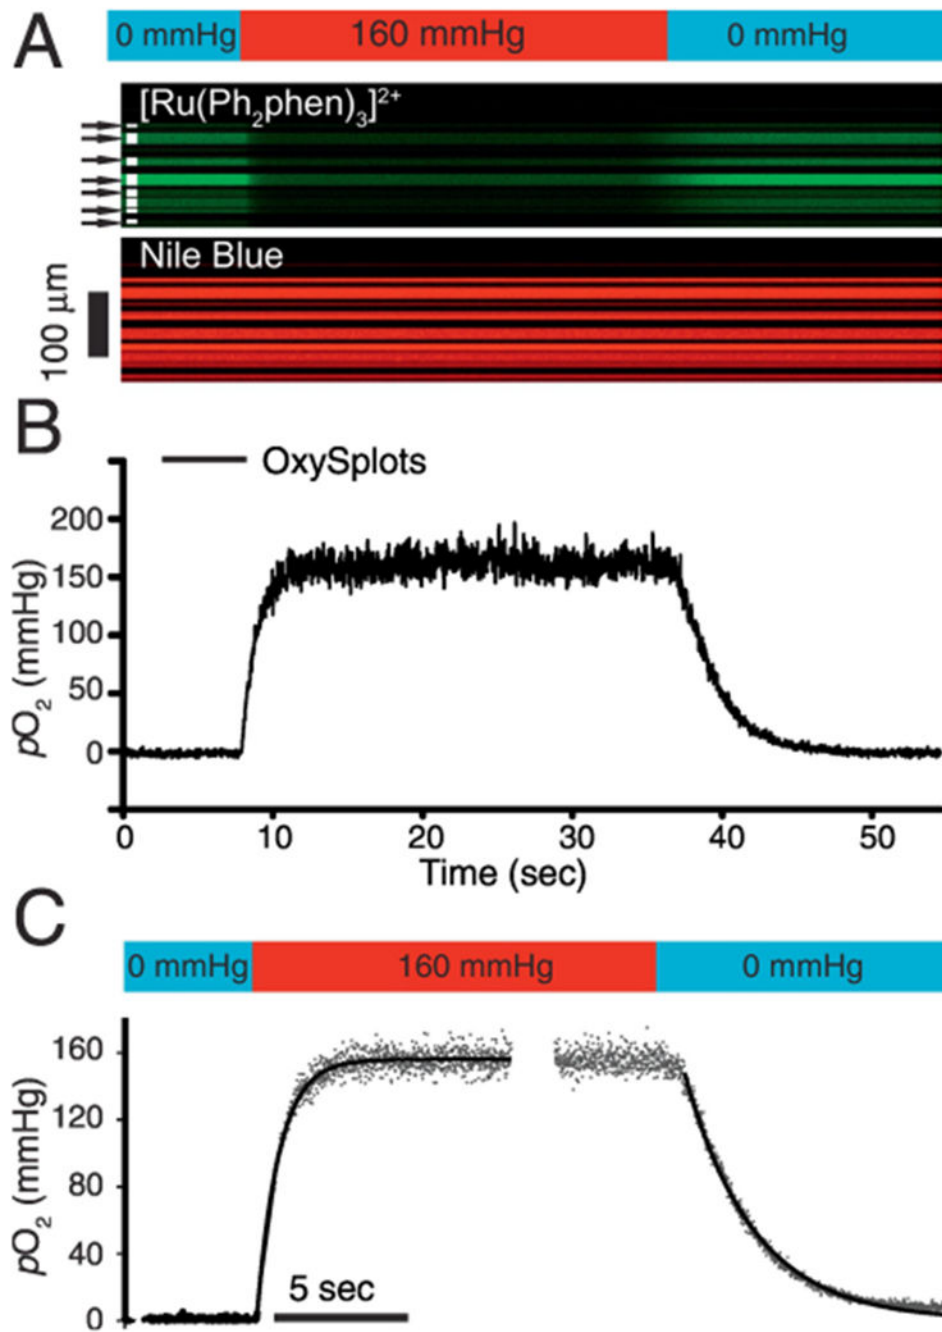 A
0 mmHg 160 mmHg 0 mmHg
[Ru(Ph₂phen)₃]²⁺
Nile Blue
100 μm
B
OxySplots
200
150
100
50
0
pO₂ (mmHg)
0 10 20 30 40 50
Time (sec)
C
0 mmHg 160 mmHg 0 mmHg
160
120
80
40
0
pO₂ (mmHg)
5 sec